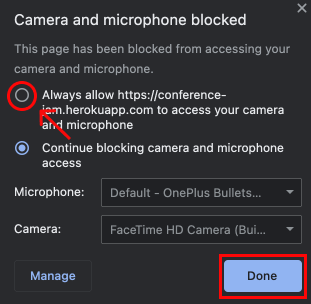 Camera and microphone blocked
This page has been blocked from accessing your
camera and microphone.
Always allow https://conference-
jam.herokuapp.com to access your camera
and microphone
Continue blocking camera and microphone
access
Microphone: Default - OnePlus Bullets...
Camera: FaceTime HD Camera (Bui...
Manage Done